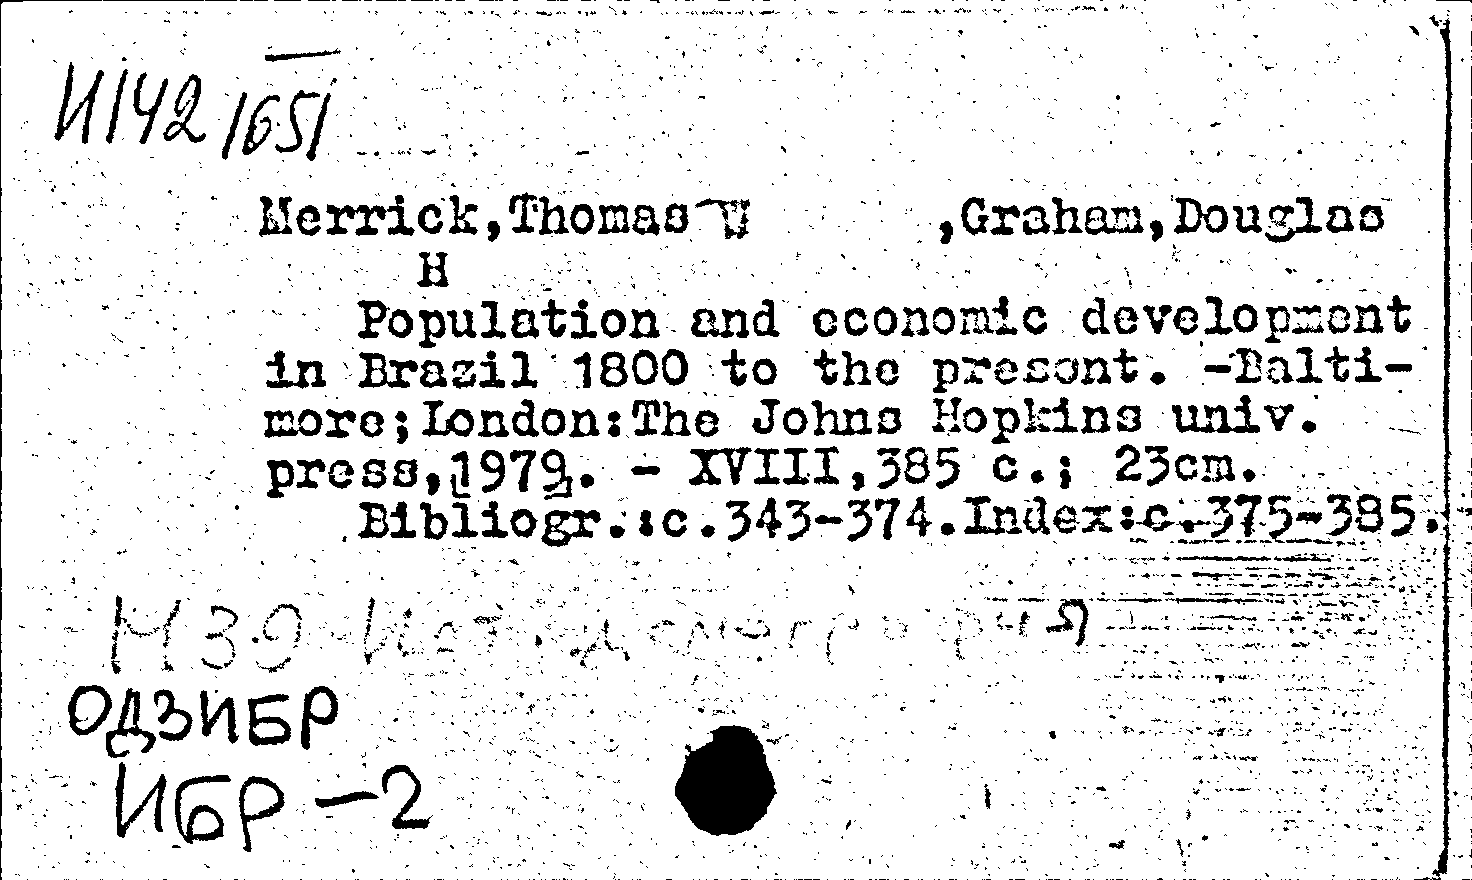 И142/1651
Merrick,Thomas W ,Graham,Douglas
H
Population and economic development
in Brazil 1800 to the present. -Balti-
more;London:The Johns Hopkins univ.
press,1979. - XVIII,385 c.; 23cm.
Bibliogr.:c.343-374.Index:c.375-385.
М39 Ист. демография
ОДЗИБР
ИБР-2